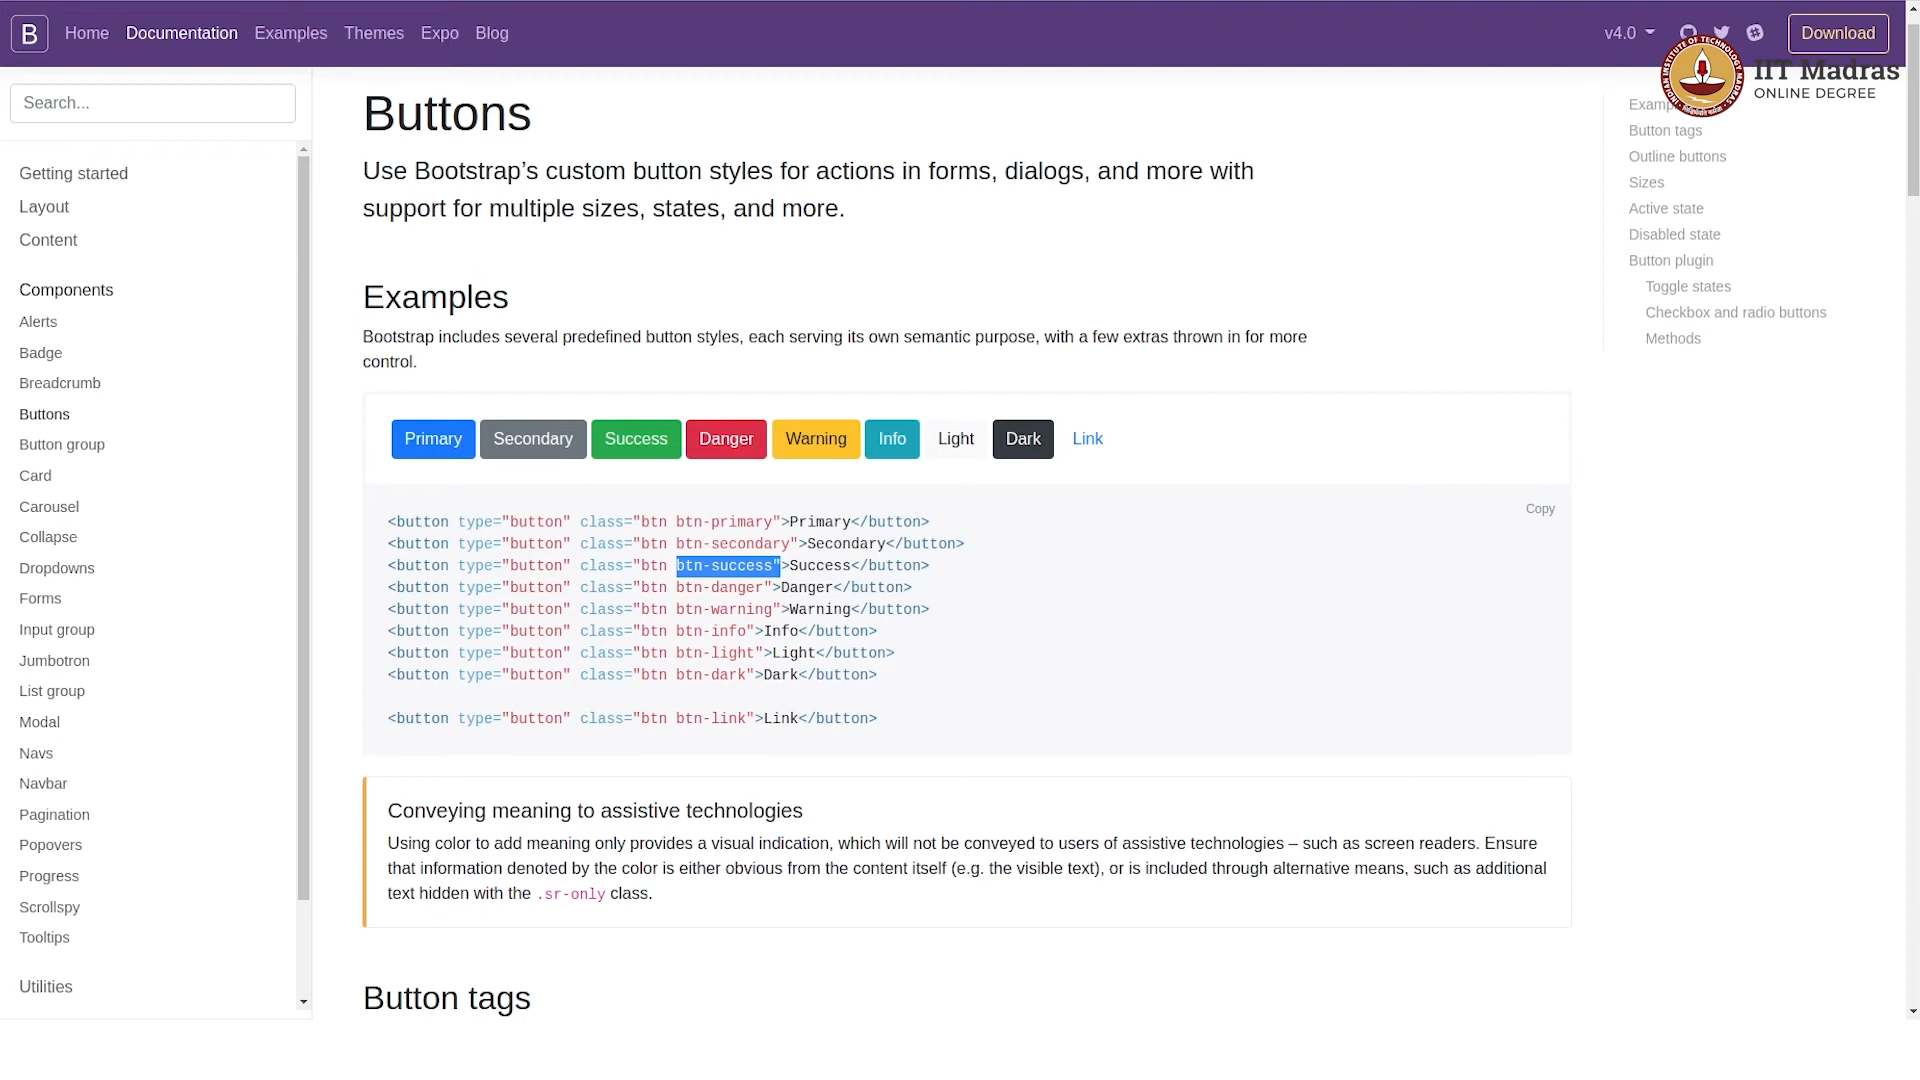 B Home Documentation Examples Themes Expo Blog v4.0 Download
IIT Madras
ONLINE DEGREE
Search...
Getting started
Layout
Content
Components
Alerts
Badge
Breadcrumb
Buttons
Button group
Card
Carousel
Collapse
Dropdowns
Forms
Input group
Jumbotron
List group
Modal
Navs
Navbar
Pagination
Popovers
Progress
Scrollspy
Tooltips
Utilities
Buttons
Use Bootstrap’s custom button styles for actions in forms, dialogs, and more with
support for multiple sizes, states, and more.
Examples
Bootstrap includes several predefined button styles, each serving its own semantic purpose, with a few extras thrown in for more
control.
Primary Secondary Success Danger Warning Info Light Dark Link
Copy
<button type="button" class="btn btn-primary">Primary</button>
<button type="button" class="btn btn-secondary">Secondary</button>
<button type="button" class="btn btn-success">Success</button>
<button type="button" class="btn btn-danger">Danger</button>
<button type="button" class="btn btn-warning">Warning</button>
<button type="button" class="btn btn-info">Info</button>
<button type="button" class="btn btn-light">Light</button>
<button type="button" class="btn btn-dark">Dark</button>
<button type="button" class="btn btn-link">Link</button>
Conveying meaning to assistive technologies
Using color to add meaning only provides a visual indication, which will not be conveyed to users of assistive technologies – such as screen readers. Ensure
that information denoted by the color is either obvious from the content itself (e.g. the visible text), or is included through alternative means, such as additional
text hidden with the .sr-only class.
Button tags
Button tags
Outline buttons
Sizes
Active state
Disabled state
Button plugin
Toggle states
Checkbox and radio buttons
Methods